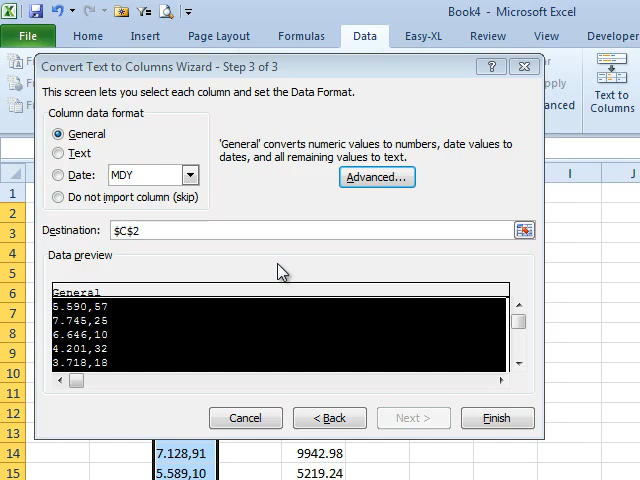 Book4 - Microsoft Excel
File
Insert
Page Layout
Formulas
Data
Easy-XL
Review
View
Developer
Convert Text to Columns Wizard - Step 3 of 3
This screen lets you select each column and set the Data Format.
Column data format
General
Text
Date: MDY
Do not import column (skip)
'General' converts numeric values to numbers, date values to
dates, and all remaining values to text.
Advanced...
Destination: $C$2
Data preview
General
5.590,57
7.745,25
6.646,10
4.201,32
3.718,18
Cancel
< Back
Next >
Finish
Text to
Columns
I
J
1
2
3
4
5
6
7
8
9
10
11
12
13
14 7.128,91 9942.98
15 5.589,10 5219.24